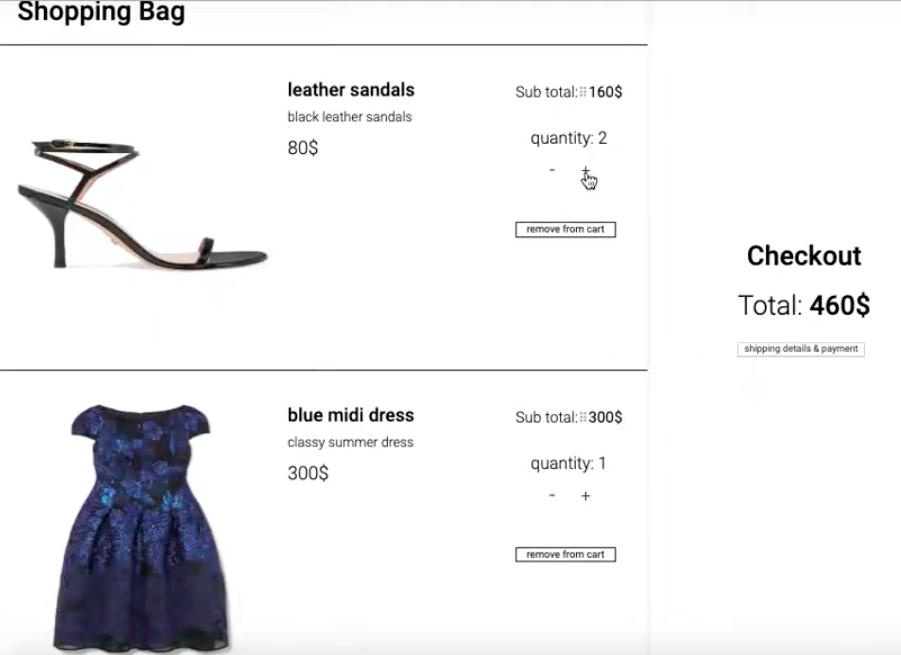 Shopping Bag
leather sandals
black leather sandals
80$
Sub total: 160$
quantity: 2
- +
remove from cart
blue midi dress
classy summer dress
300$
Sub total: 300$
quantity: 1
- +
remove from cart
Checkout
Total: 460$
shipping details & payment